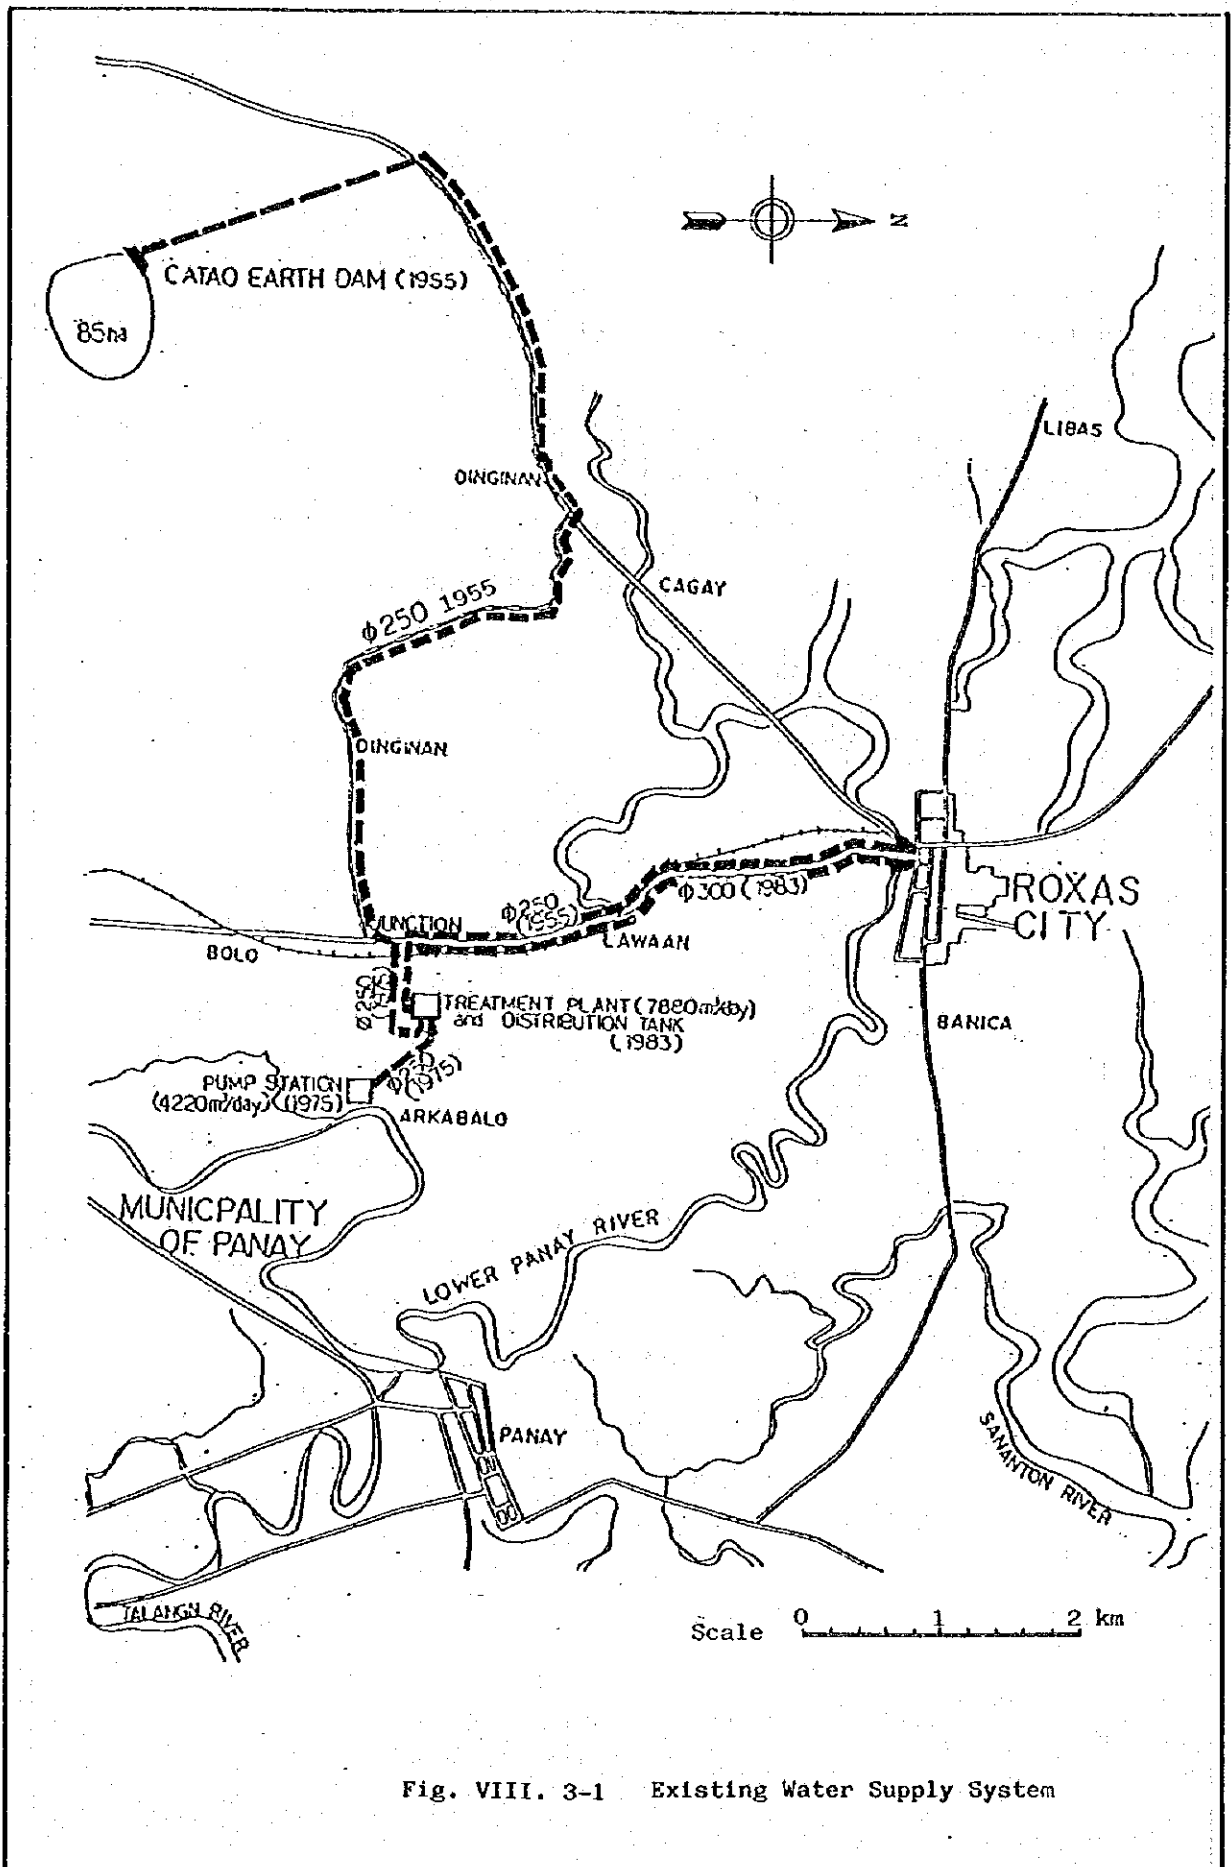 N
CATAO EARTH DAM (1955)
85ha
LIBAS
DINGINAN
CAGAY
φ250 1955
DINGINAN
ROXAS
CITY
φ250
(1955)
φ300 (1983)
JUNCTION
LAWAAN
BOLO
φ250
TREATMENT PLANT (7880m³/day)
and DISTRIBUTION TANK
(1983)
BANICA
φ250
(1975)
PUMP STATION
(4220m³/day) (1975)
ARKABALO
MUNICPALITY
OF PANAY
LOWER PANAY RIVER
PANAY
SANANTON RIVER
TALANGN RIVER
Scale 0 1 2 km
Fig. VIII. 3-1 Existing Water Supply System